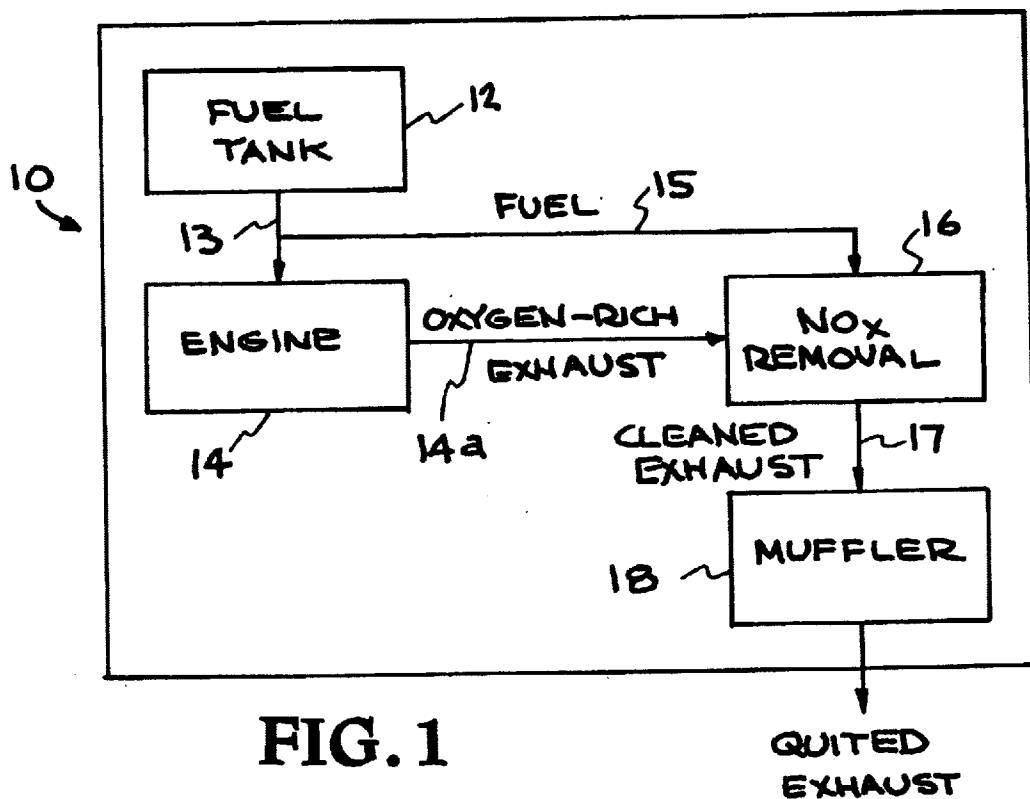 FUEL
TANK
12
10
13
FUEL
15
16
ENGINE
14
OXYGEN-RICH
EXHAUST
14a
NOx
REMOVAL
CLEANED
EXHAUST
17
MUFFLER
18
QUITED
EXHAUST
FIG. 1